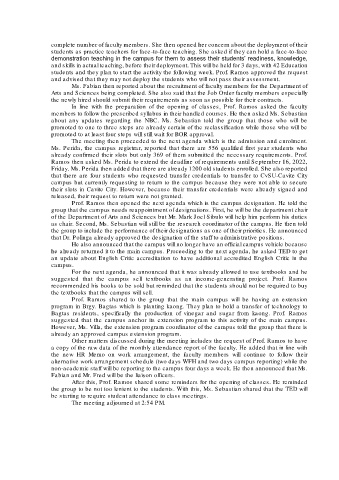 complete number of faculty members. She then opened her concern about the deployment of their
students as practice teachers for face-to-face teaching. She asked if they can hold a face-to-face
demonstration teaching in the campus for them to assess their students' readiness, knowledge,
and skills in actual teaching, before their deployment. This will be held for 3 days, with 42 Education
students and they plan to start the activity the following week. Prof. Ramos approved the request
and advised that they may not deploy the students who will not pass their assessment.
Ms. Fabian then reported about the recruitment of faculty members for the Department of
Arts and Sciences being completed. She also said that the Job Order faculty members especially
the newly hired should submit their requirements as soon as possible for their contracts.
In line with the preparation of the opening of classes, Prof. Ramos asked the faculty
members to follow the prescribed syllabus in their handled courses. He then asked Ms. Sebastian
about any updates regarding the NBC. Ms. Sebastian told the group that those who will be
promoted to one to three steps are already certain of the reclassification while those who will be
promoted to at least four steps will still wait for BOR approval.
The meeting then proceeded to the next agenda which is the admission and enrolment.
Ms. Perida, the campus registrar, reported that there are 556 qualified first year students who
already confirmed their slots but only 369 of them submitted the necessary requirements. Prof.
Ramos then asked Ms. Perida to extend the deadline of requirements until September 16, 2022,
Friday. Ms. Perida then added that there are already 1200 old students enrolled. She also reported
that there are four students who requested transfer credentials to transfer to CvSU-Cavite City
campus but currently requesting to return to the campus because they were not able to secure
their slots in Cavite City. However, because their transfer credentials were already signed and
released, their request to return were not granted.
Prof. Ramos then opened the next agenda which is the campus designation. He told the
group that the campus needs reappointment of designations. First, he will be the department chair
of the Department of Arts and Sciences but Mr. Mark Joel Sibulo will help him perform his duties
as chair. Second, Ms. Sebastian will still be the research coordinator of the campus. He then told
the group to include the performance of their designations as one of their priorities. He announced
that Dr. Polinga already approved the designation of the staff to administrative positions.
He also announced that the campus will no longer have an official campus vehicle because
he already returned it to the main campus. Proceeding to the next agenda, he asked TED to get
an update about English Critic accreditation to have additional accredited English Critic in the
campus.
For the next agenda, he announced that it was already allowed to use textbooks and he
suggested that the campus sell textbooks as an income-generating project. Prof. Ramos
recommended his books to be sold but reminded that the students should not be required to buy
the textbooks that the campus will sell.
Prof. Ramos shared to the group that the main campus will be having an extension
program in Brgy. Bagtas which is planting kaong. They plan to hold a transfer of technology to
Bagtas residents, specifically the production of vinegar and sugar from kaong. Prof. Ramos
suggested that the campus anchor its extension program to this activity of the main campus.
However, Ms. Villa, the extension program coordinator of the campus told the group that there is
already an approved campus extension program.
Other matters discussed during the meeting includes the request of Prof. Ramos to have
a copy of the raw data of the monthly attendance report of the faculty. He added that in line with
the new HR Memo on work arrangement, the faculty members will continue to follow their
alternative work arrangement schedule (two days WFH and two days campus reporting) while the
non-academic staff will be reporting to the campus four days a week. He then announced that Ms.
Fabian and Mr. Fred will be the liaison officers.
After this, Prof. Ramos shared some reminders for the opening of classes. He reminded
the group to be not too lenient to the students. With this, Ms. Sebastian shared that the TED will
be starting to require student attendance to class meetings.
The meeting adjourned at 2:54 PM.